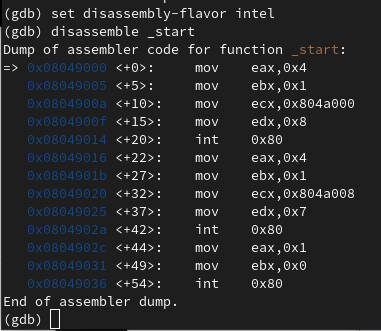 (gdb) set disassembly-flavor intel
(gdb) disassemble _start
Dump of assembler code for function _start:
=> 0x08049000 <+0>:     mov    eax,0x4
   0x08049005 <+5>:     mov    ebx,0x1
   0x0804900a <+10>:    mov    ecx,0x804a000
   0x0804900f <+15>:    mov    edx,0x8
   0x08049014 <+20>:    int    0x80
   0x08049016 <+22>:    mov    eax,0x4
   0x0804901b <+27>:    mov    ebx,0x1
   0x08049020 <+32>:    mov    ecx,0x804a008
   0x08049025 <+37>:    mov    edx,0x7
   0x0804902a <+42>:    int    0x80
   0x0804902c <+44>:    mov    eax,0x1
   0x08049031 <+49>:    mov    ebx,0x0
   0x08049036 <+54>:    int    0x80
End of assembler dump.
(gdb)